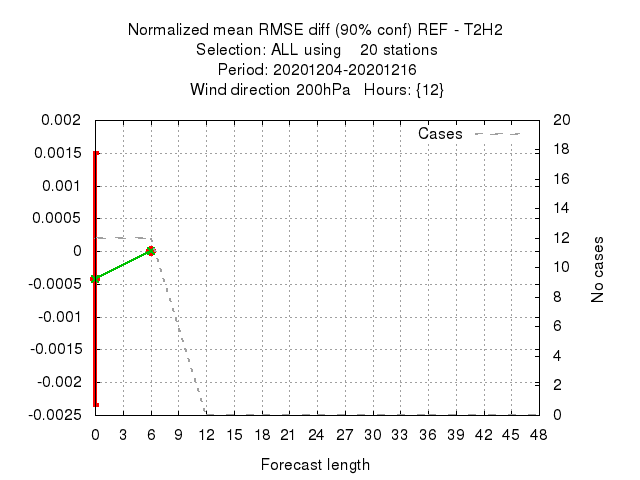 Normalized mean RMSE diff (90% conf) REF - T2H2
Selection: ALL using    20 stations
Period: 20201204-20201216
Wind direction 200hPa   Hours: {12}
Cases
0.002
0.0015
0.001
0.0005
0
-0.0005
-0.001
-0.0015
-0.002
-0.0025
20
18
16
14
12
10
8
6
4
2
0
No cases
0 3 6 9 12 15 18 21 24 27 30 33 36 39 42 45 48
Forecast length